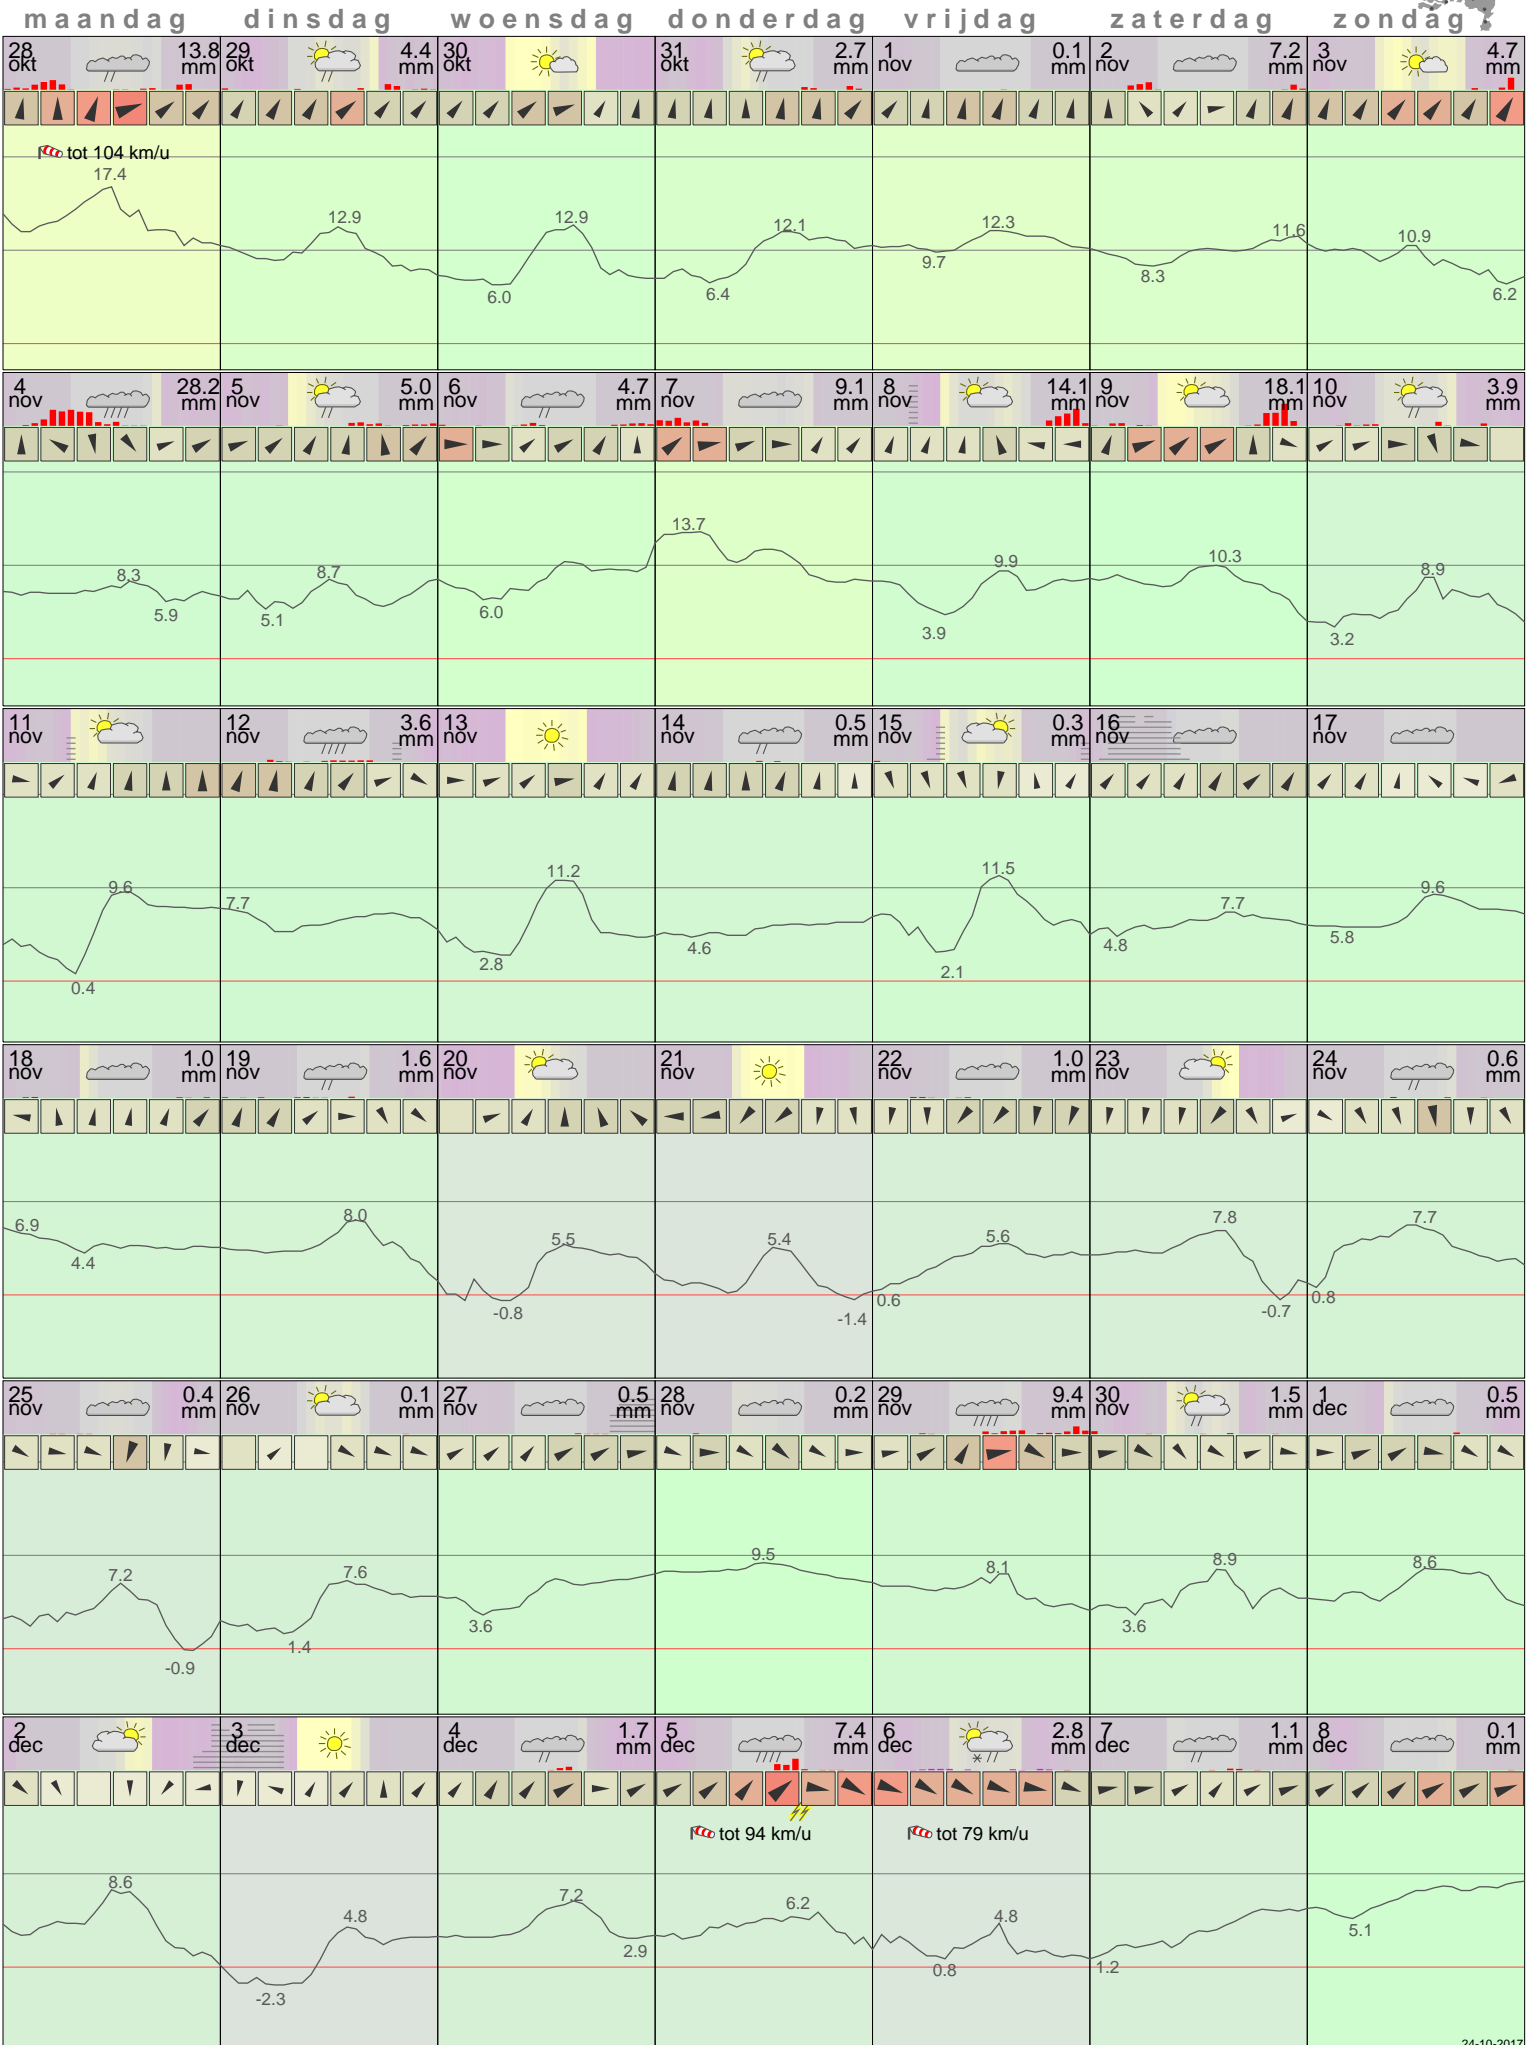 maandag dinsdag woensdag donderdag vrijdag zaterdag zondag
28 okt 13.8 mm 29 okt 4.4 mm 30 okt 31 okt 2.7 mm 1 nov 0.1 mm 2 nov 7.2 mm 3 nov 4.7 mm
tot 104 km/u
17.4 12.9 6.0 12.9 6.4 12.1 9.7 12.3 8.3 11.6 10.9 6.2
4 nov 28.2 mm 5 nov 5.0 mm 6 nov 4.7 mm 7 nov 9.1 mm 8 nov 14.1 mm 9 nov 18.1 mm 10 nov 3.9 mm
8.3 5.9 5.1 8.7 6.0 13.7 3.9 9.9 10.3 3.2 8.9
11 nov 12 nov 3.6 mm 13 nov 14 nov 0.5 mm 15 nov 0.3 mm 16 nov 17 nov
0.4 9.6 7.7 2.8 11.2 4.6 2.1 11.5 4.8 7.7 5.8 9.6
18 nov 1.0 mm 19 nov 1.6 mm 20 nov 21 nov 22 nov 1.0 mm 23 nov 24 nov 0.6 mm
6.9 4.4 8.0 -0.8 5.5 5.4 -1.4 0.6 5.6 7.8 -0.7 0.8 7.7
25 nov 0.4 mm 26 nov 0.1 mm 27 nov 0.5 mm 28 nov 0.2 mm 29 nov 9.4 mm 30 nov 1.5 mm 1 dec 0.5 mm
7.2 -0.9 1.4 7.6 3.6 9.5 8.1 3.6 8.9 8.6
2 dec 3 dec 4 dec 1.7 mm 5 dec 7.4 mm 6 dec 2.8 mm 7 dec 1.1 mm 8 dec 0.1 mm
tot 94 km/u tot 79 km/u
8.6 -2.3 4.8 7.2 2.9 6.2 0.8 4.8 1.2 5.1
24-10-2017